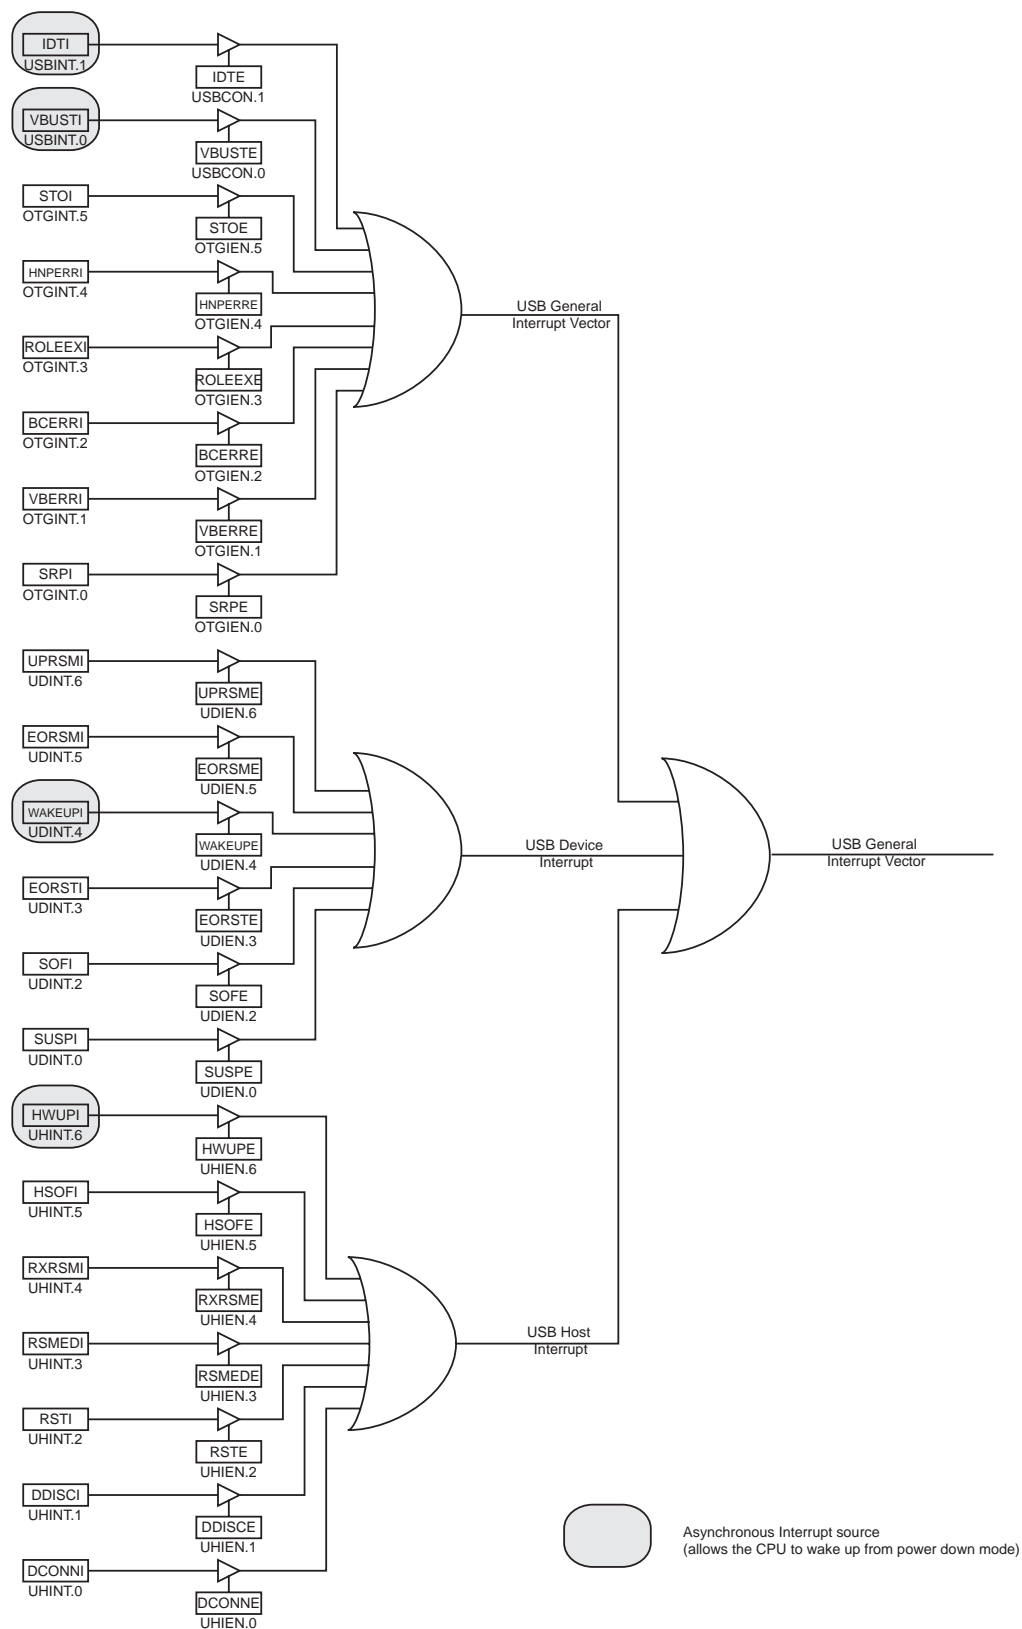 IDTI
USBINT.1
IDTE
USBCON.1
VBUSTI
USBINT.0
VBUSTE
USBCON.0
STOI
OTGINT.5
STOE
OTGIEN.5
HNPERRI
OTGINT.4
HNPERRE
OTGIEN.4
ROLEEXI
OTGINT.3
ROLEEXE
OTGIEN.3
BCERRI
OTGINT.2
BCERRE
OTGIEN.2
VBERRI
OTGINT.1
VBERRE
OTGIEN.1
SRPI
OTGINT.0
SRPE
OTGIEN.0
USB General
Interrupt Vector
UPRSMI
UDINT.6
UPRSME
UDIEN.6
EORSMI
UDINT.5
EORSME
UDIEN.5
WAKEUPI
UDINT.4
WAKEUPE
UDIEN.4
EORSTI
UDINT.3
EORSTE
UDIEN.3
SOFI
UDINT.2
SOFE
UDIEN.2
SUSPI
UDINT.0
SUSPE
UDIEN.0
USB Device
Interrupt
USB General
Interrupt Vector
HWUPI
UHINT.6
HWUPE
UHIEN.6
HSOFI
UHINT.5
HSOFE
UHIEN.5
RXRSMI
UHINT.4
RXRSME
UHIEN.4
RSMEDI
UHINT.3
RSMEDE
UHIEN.3
RSTI
UHINT.2
RSTE
UHIEN.2
DDISCI
UHINT.1
DDISCE
UHIEN.1
DCONNI
UHINT.0
DCONNE
UHIEN.0
USB Host
Interrupt
Asynchronous Interrupt source
(allows the CPU to wake up from power down mode)